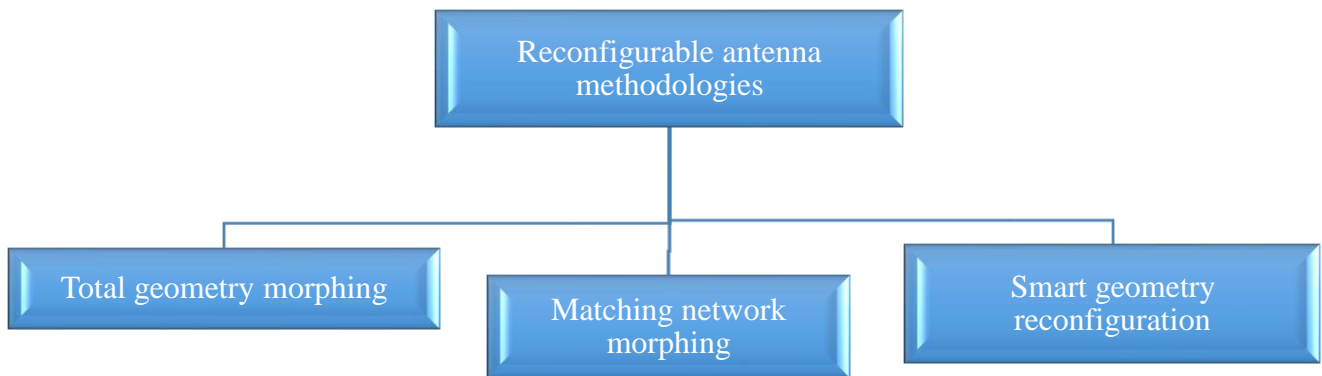 Reconfigurable antenna
methodologies
Total geometry morphing
Matching network
morphing
Smart geometry
reconfiguration